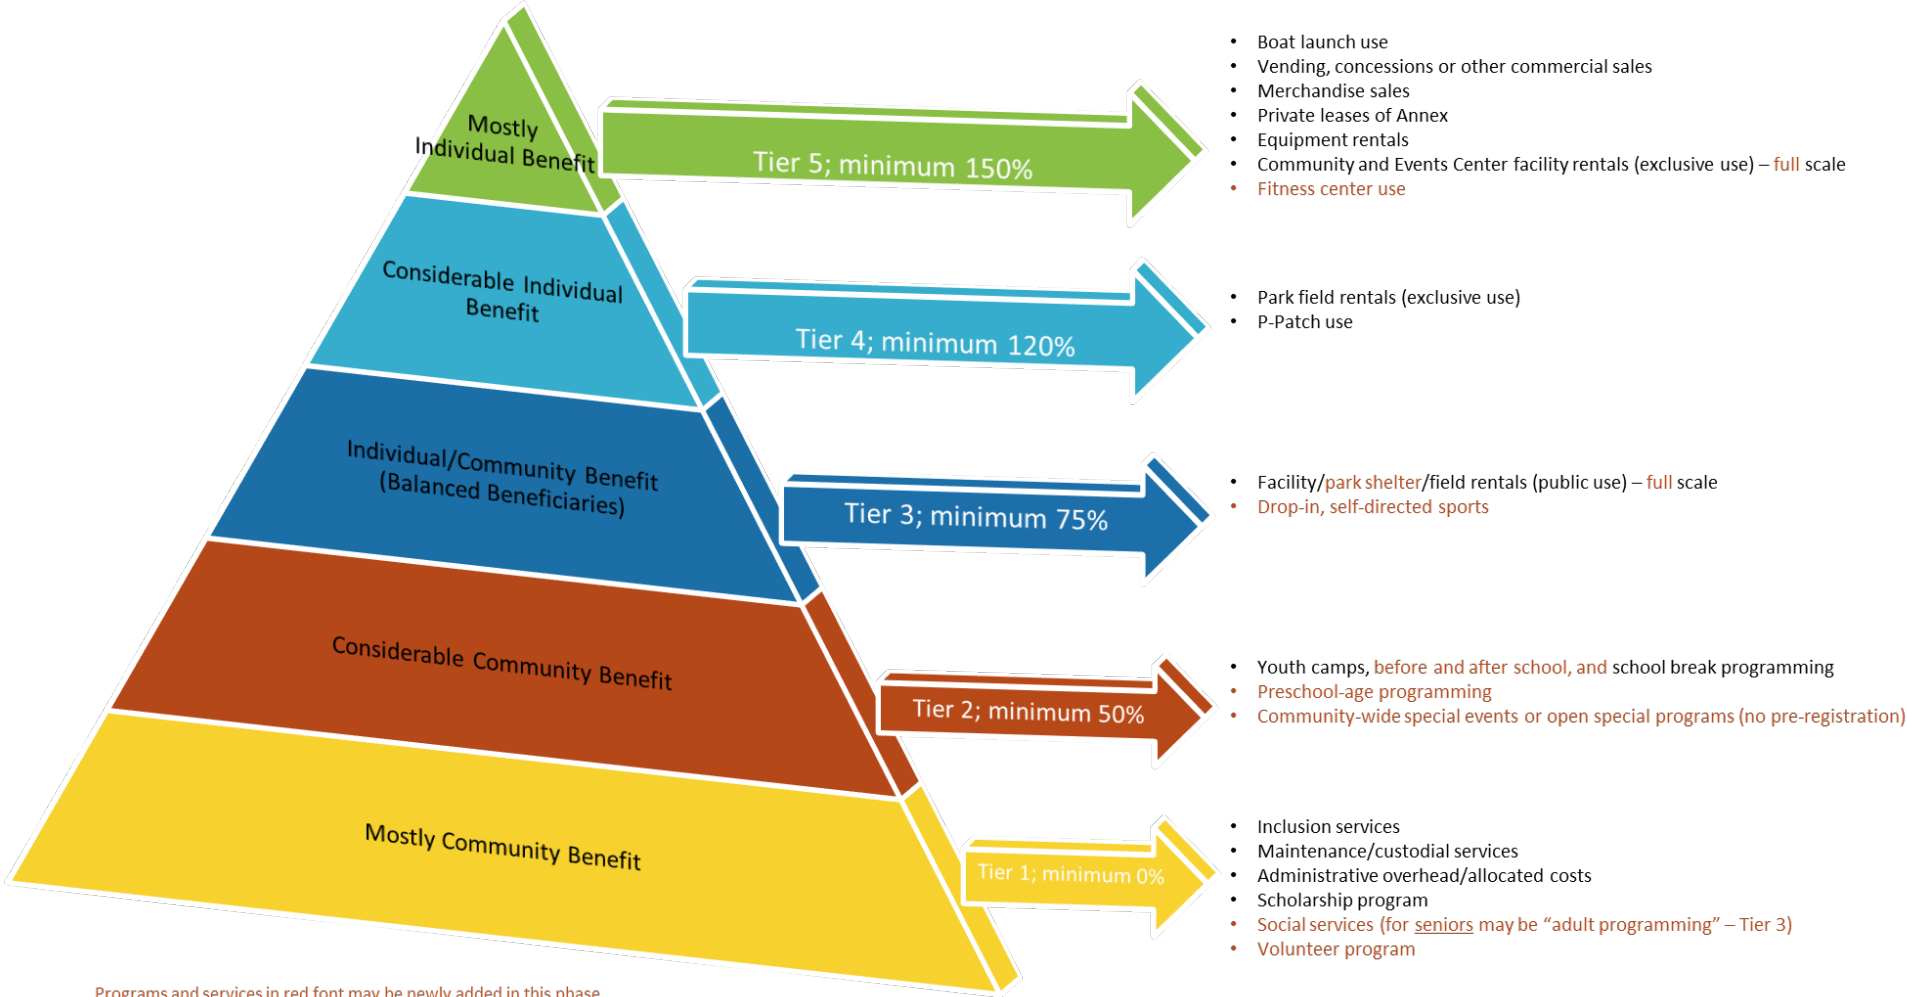 Mostly
Individual Benefit
Tier 5; minimum 150%
• Boat launch use
• Vending, concessions or other commercial sales
• Merchandise sales
• Private leases of Annex
• Equipment rentals
• Community and Events Center facility rentals (exclusive use) – full scale
• Fitness center use
Considerable Individual
Benefit
Tier 4; minimum 120%
• Park field rentals (exclusive use)
• P-Patch use
Individual/Community Benefit
(Balanced Beneficiaries)
Tier 3; minimum 75%
• Facility/park shelter/field rentals (public use) – full scale
• Drop-in, self-directed sports
Considerable Community Benefit
Tier 2; minimum 50%
• Youth camps, before and after school, and school break programming
• Preschool-age programming
• Community-wide special events or open special programs (no pre-registration)
Mostly Community Benefit
Tier 1; minimum 0%
• Inclusion services
• Maintenance/custodial services
• Administrative overhead/allocated costs
• Scholarship program
• Social services (for seniors may be “adult programming” – Tier 3)
• Volunteer program
Programs and services in red font may be newly added in this phase